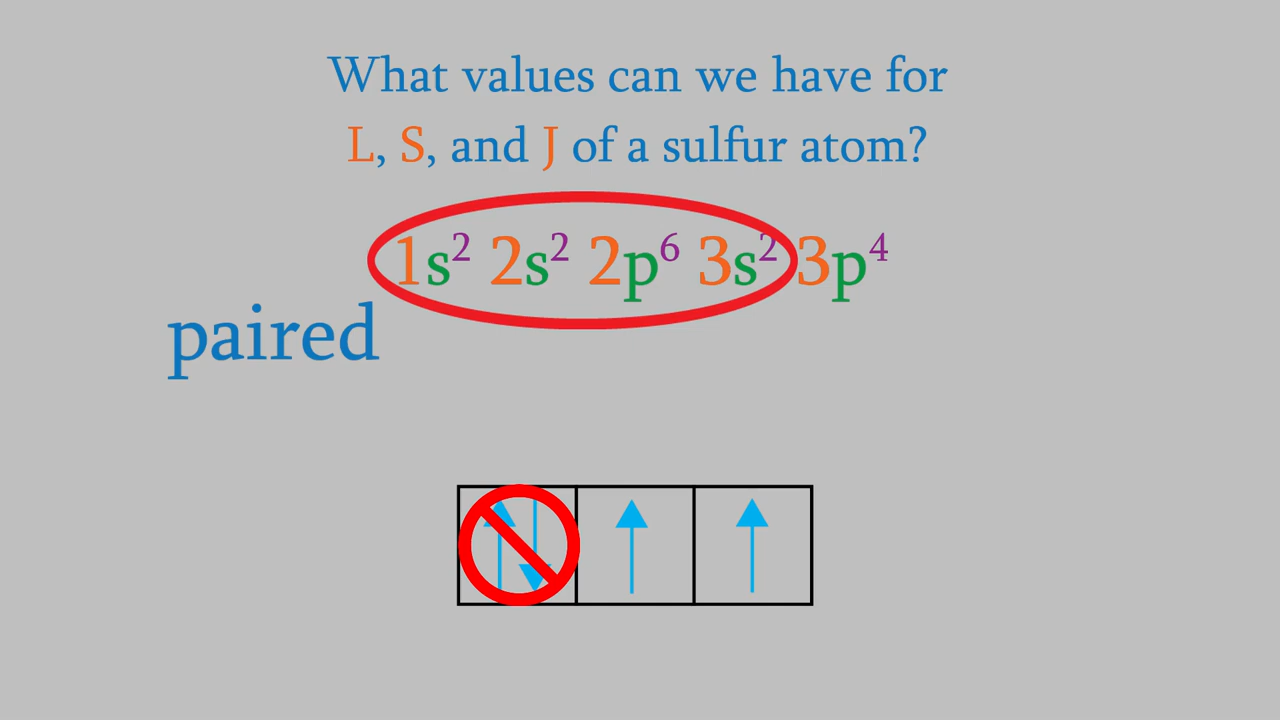 What values can we have for
L, S, and J of a sulfur atom?
1s² 2s² 2p⁶ 3s² 3p⁴
paired